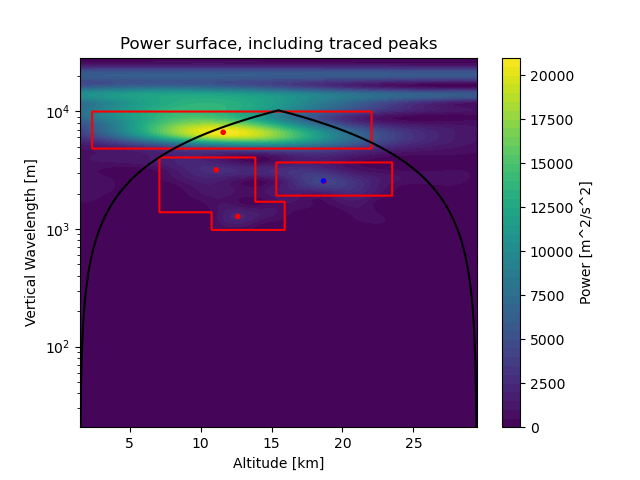 Power surface, including traced peaks
Vertical Wavelength [m]
10^4
10^3
10^2
5 10 15 20 25
Altitude [km]
20000
17500
15000
12500
10000
7500
5000
2500
0
Power [m^2/s^2]